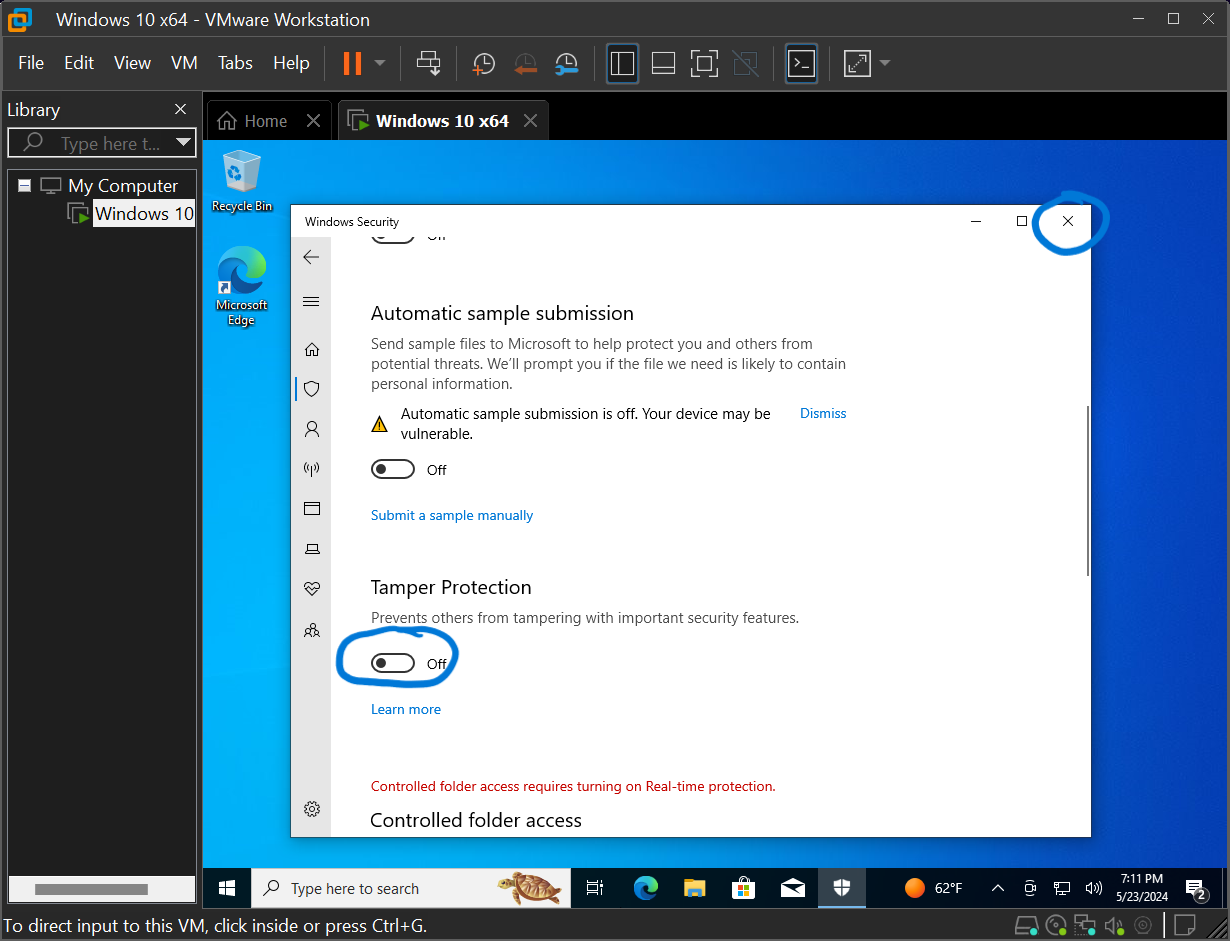 Windows 10 x64 - VMware Workstation
File Edit View VM Tabs Help
Library
Home
Windows 10 x64
Type here t...
My Computer
Windows 10
Recycle Bin
Microsoft
Edge
Windows Security
Off
Automatic sample submission
Send sample files to Microsoft to help protect you and others from
potential threats. We’ll prompt you if the file we need is likely to contain
personal information.
Automatic sample submission is off. Your device may be
vulnerable.
Dismiss
Off
Submit a sample manually
Tamper Protection
Prevents others from tampering with important security features.
Off
Learn more
Controlled folder access requires turning on Real-time protection.
Controlled folder access
Type here to search
62°F
7:11 PM
5/23/2024
2
To direct input to this VM, click inside or press Ctrl+G.